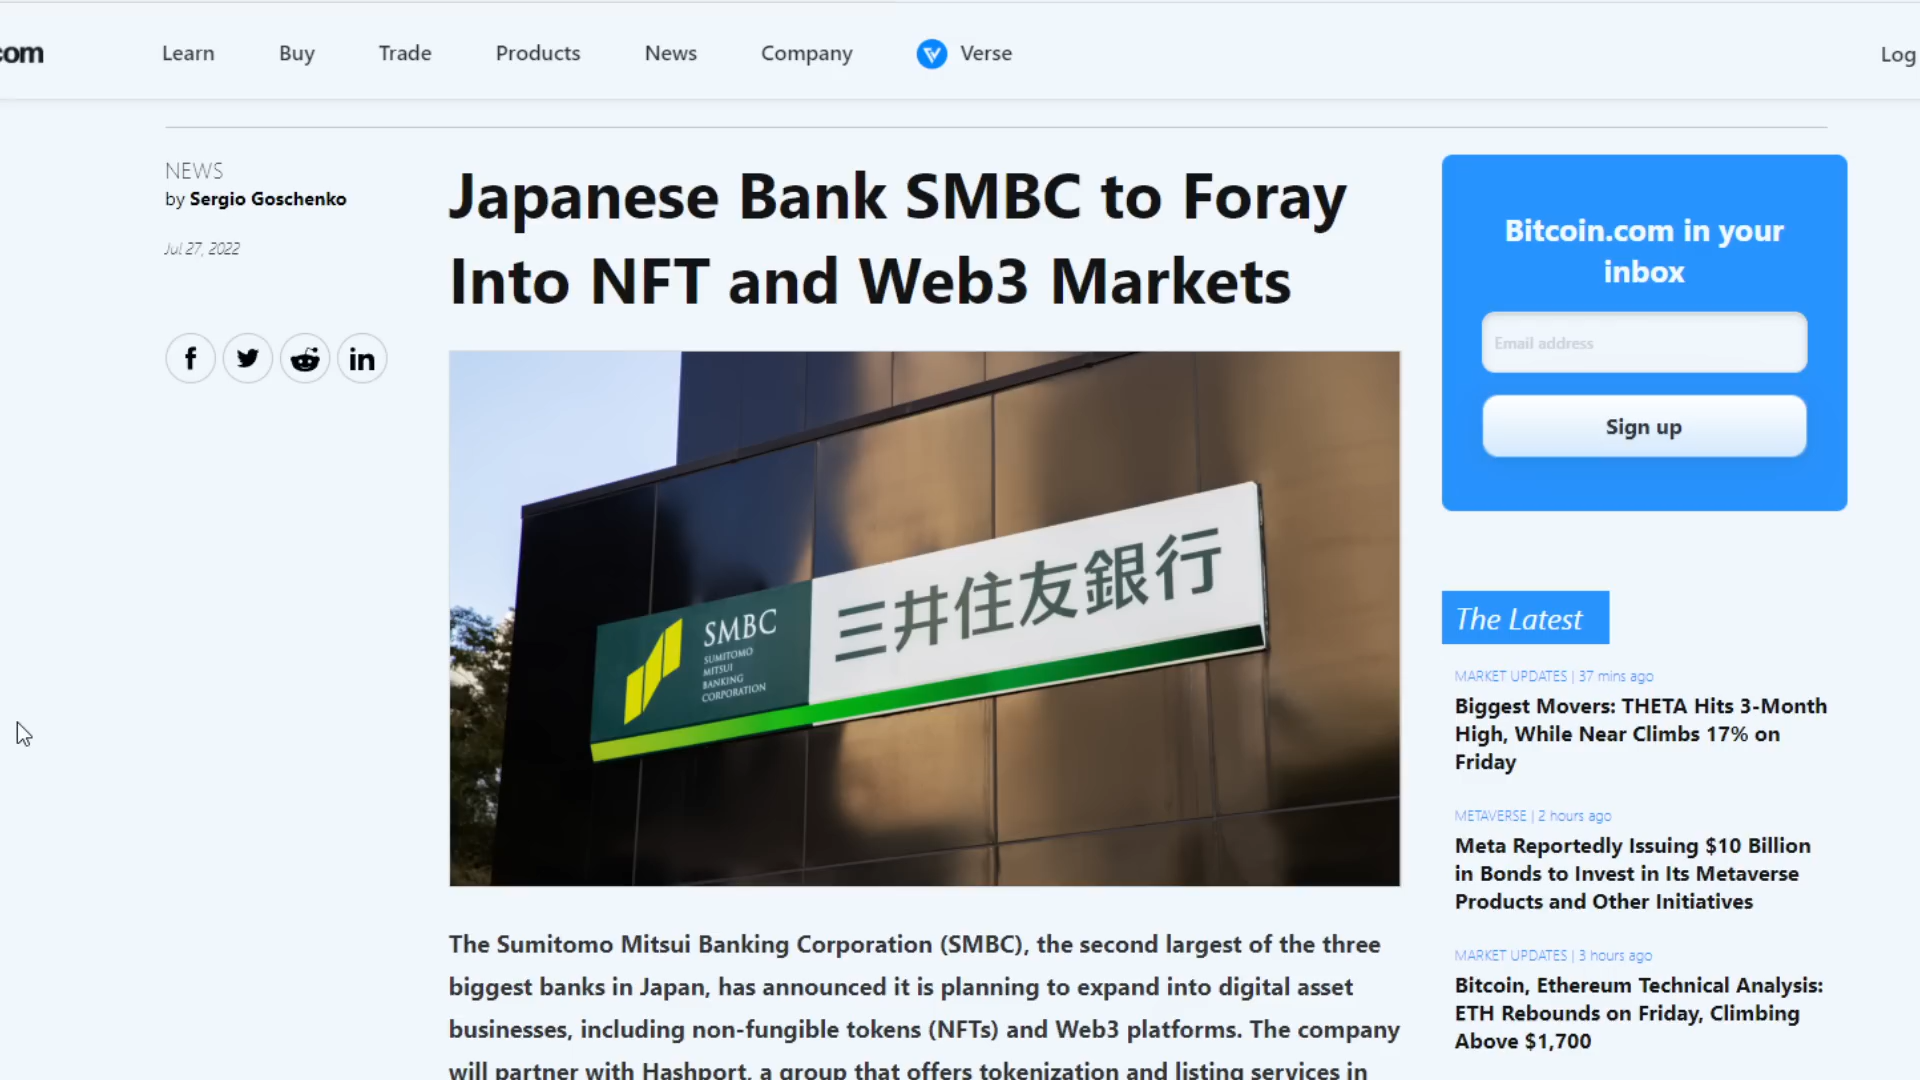 com
Learn
Buy
Trade
Products
News
Company
Verse
Log
NEWS
by Sergio Goschenko
Jul 27, 2022
Japanese Bank SMBC to Foray
Into NFT and Web3 Markets
SMBC
SUMITOMO
MITSUI
BANKING
CORPORATION
三井住友銀行
The Sumitomo Mitsui Banking Corporation (SMBC), the second largest of the three
biggest banks in Japan, has announced it is planning to expand into digital asset
businesses, including non-fungible tokens (NFTs) and Web3 platforms. The company
will partner with Hashport, a group that offers tokenization and listing services in
Bitcoin.com in your
inbox
Email address
Sign up
The Latest
MARKET UPDATES | 37 mins ago
Biggest Movers: THETA Hits 3-Month
High, While Near Climbs 17% on
Friday
METAVERSE | 2 hours ago
Meta Reportedly Issuing $10 Billion
in Bonds to Invest in Its Metaverse
Products and Other Initiatives
MARKET UPDATES | 3 hours ago
Bitcoin, Ethereum Technical Analysis:
ETH Rebounds on Friday, Climbing
Above $1,700